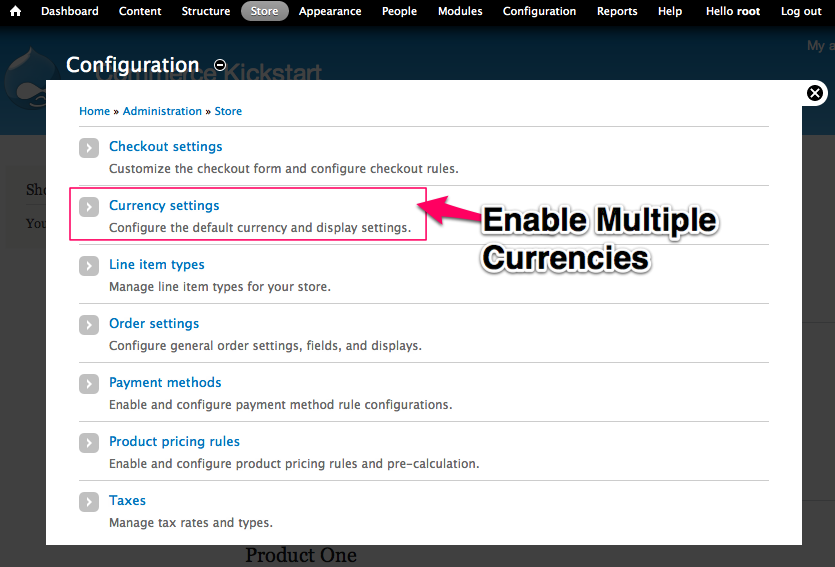 Dashboard Content Structure Store Appearance People Modules Configuration Reports Help Hello root Log out
My a
Commerce Kickstart
Configuration
Home » Administration » Store
Checkout settings
Customize the checkout form and configure checkout rules.
Currency settings
Configure the default currency and display settings.
Enable Multiple
Currencies
Line item types
Manage line item types for your store.
Order settings
Configure general order settings, fields, and displays.
Payment methods
Enable and configure payment method rule configurations.
Product pricing rules
Enable and configure product pricing rules and pre-calculation.
Taxes
Manage tax rates and types.
Sho
You
Product One